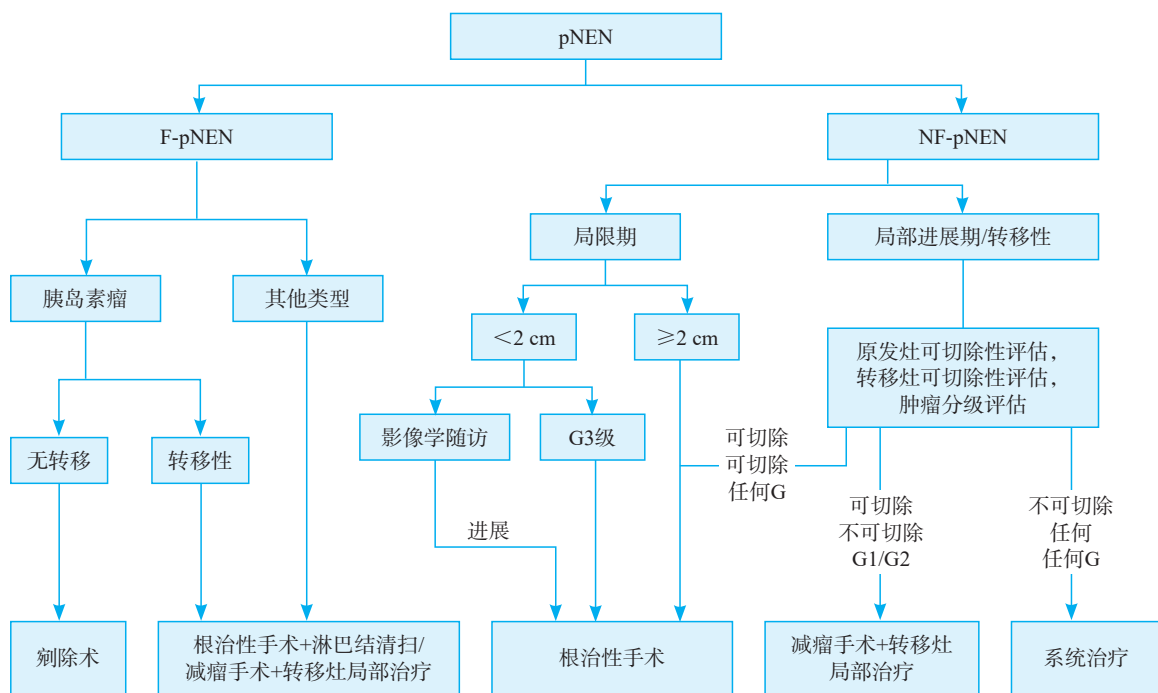 pNEN
F-pNEN
NF-pNEN
局限期
局部进展期/转移性
胰岛素瘤
其他类型
＜2 cm
≥2 cm
原发灶可切除性评估，
转移灶可切除性评估，
肿瘤分级评估
无转移
转移性
影像学随访
G3级
可切除
可切除
任何G
进展
可切除
不可切除
G1/G2
不可切除
任何
任何G
剜除术
根治性手术+淋巴结清扫/
减瘤手术+转移灶局部治疗
根治性手术
减瘤手术+转移灶
局部治疗
系统治疗